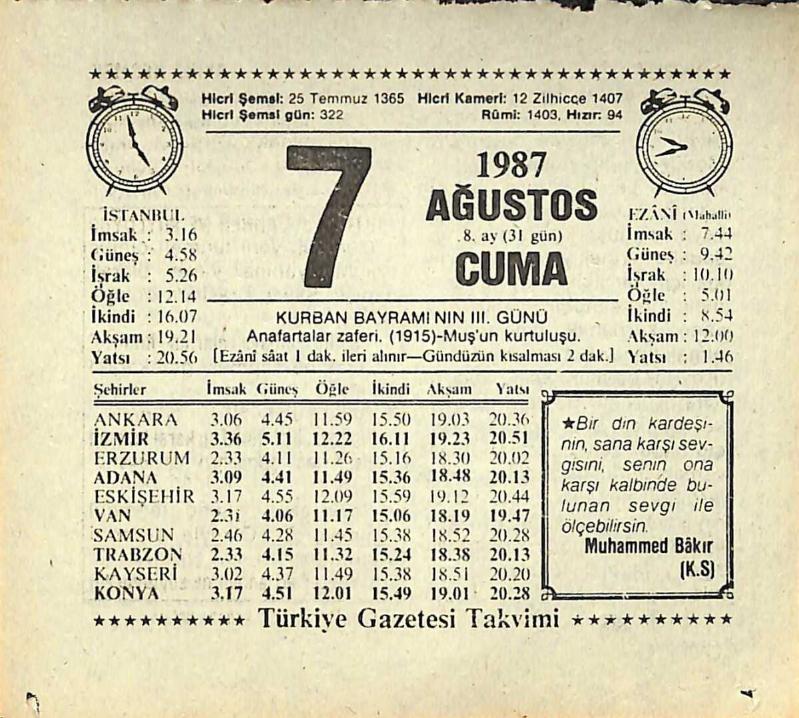 Hicri Şemsi: 25 Temmuz 1365 Hicri Kameri: 12 Zilhicce 1407
Hicri Şemsi gün: 322 Rûmi: 1403, Hızır: 94
7
1987
AĞUSTOS
8. ay (31 gün)
CUMA
İSTANBUL
İmsak : 3.16
Güneş : 4.58
İşrak : 5.26
Öğle : 12.14
İkindi : 16.07
Akşam : 19.21
Yatsı : 20.56
EZÂNÎ (Mahalli)
İmsak : 7.44
Güneş : 9.42
İşrak : 10.10
Öğle : 5.01
İkindi : 8.54
Akşam : 12.00
Yatsı : 1.46
KURBAN BAYRAMI NIN III. GÜNÜ
Anafartalar zaferi. (1915)-Muş'un kurtuluşu.
[Ezânî sâat 1 dak. ileri alınır—Gündüzün kısalması 2 dak.]
Şehirler İmsak Güneş Öğle İkindi Akşam Yatsı
ANKARA 3.06 4.45 11.59 15.50 19.03 20.36
İZMİR 3.36 5.11 12.22 16.11 19.23 20.51
ERZURUM 2.33 4.11 11.26 15.16 18.30 20.02
ADANA 3.09 4.41 11.49 15.36 18.48 20.13
ESKİŞEHİR 3.17 4.55 12.09 15.59 19.12 20.44
VAN 2.31 4.06 11.17 15.06 18.19 19.47
SAMSUN 2.46 4.28 11.45 15.38 18.52 20.28
TRABZON 2.33 4.15 11.32 15.24 18.38 20.13
KAYSERİ 3.02 4.37 11.49 15.38 18.51 20.20
KONYA 3.17 4.51 12.01 15.49 19.01 20.28
★Bir din kardeşi-
nin, sana karşı sev-
gisini, senin ona
karşı kalbinde bu-
lunan sevgi ile
ölçebilirsin.
Muhammed Bâkır
(K.S)
★★★★★★★★★★ Türkiye Gazetesi Takvimi ★★★★★★★★★★